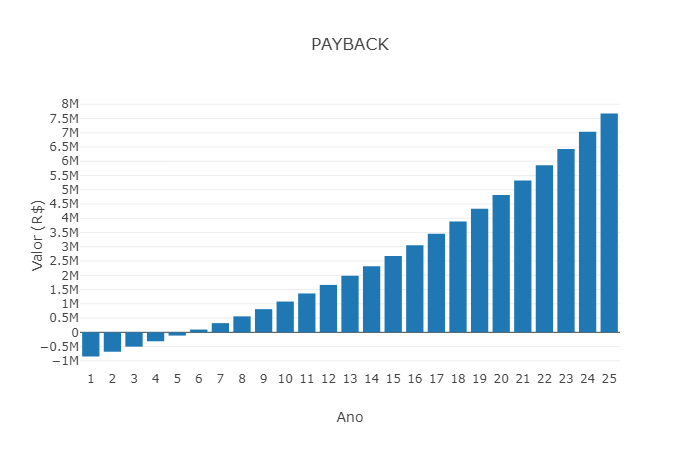 PAYBACK
Valor (R$)
8M
7.5M
7M
6.5M
6M
5.5M
5M
4.5M
4M
3.5M
3M
2.5M
2M
1.5M
1M
0.5M
0
−0.5M
−1M
1 2 3 4 5 6 7 8 9 10 11 12 13 14 15 16 17 18 19 20 21 22 23 24 25
Ano